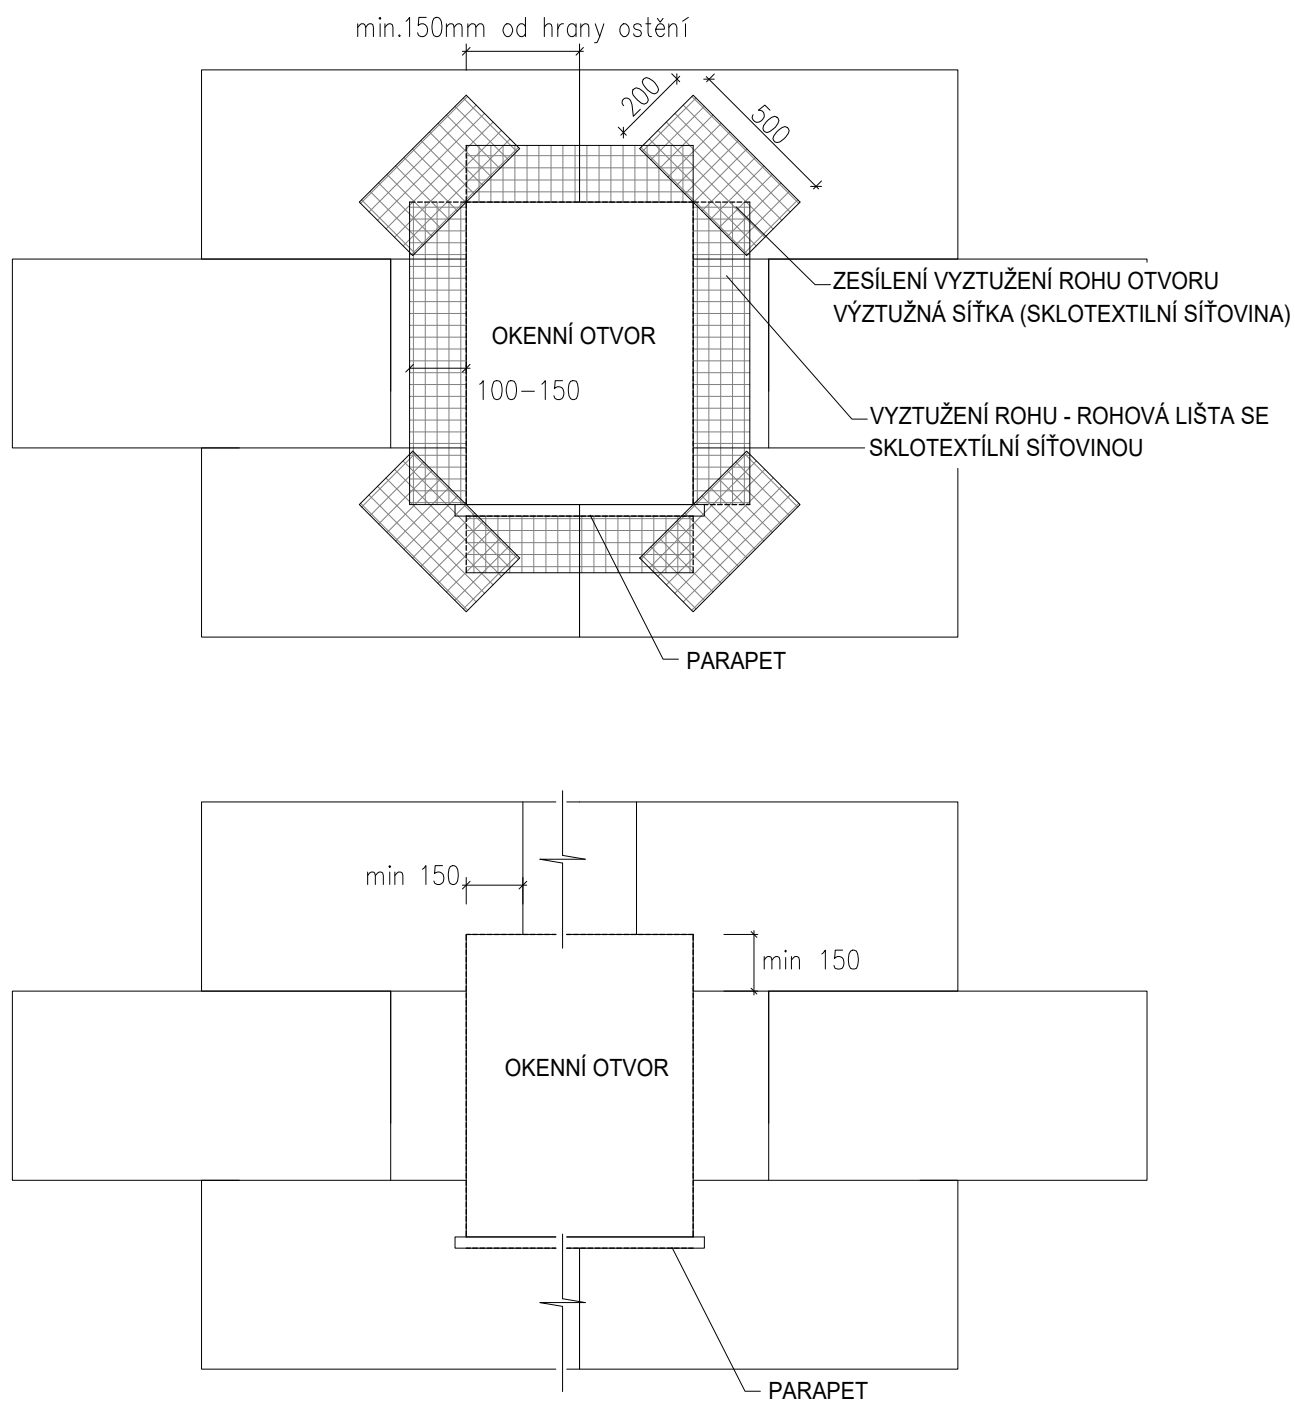 min.150mm od hrany ostění
200
500
ZESÍLENÍ VYZTUŽENÍ ROHU OTVORU
VÝZTUŽNÁ SÍŤKA (SKLOTEXTILNÍ SÍŤOVINA)
OKENNÍ OTVOR
100-150
VYZTUŽENÍ ROHU - ROHOVÁ LIŠTA SE
SKLOTEXTÍLNÍ SÍŤOVINOU
PARAPET
min 150
min 150
OKENNÍ OTVOR
PARAPET